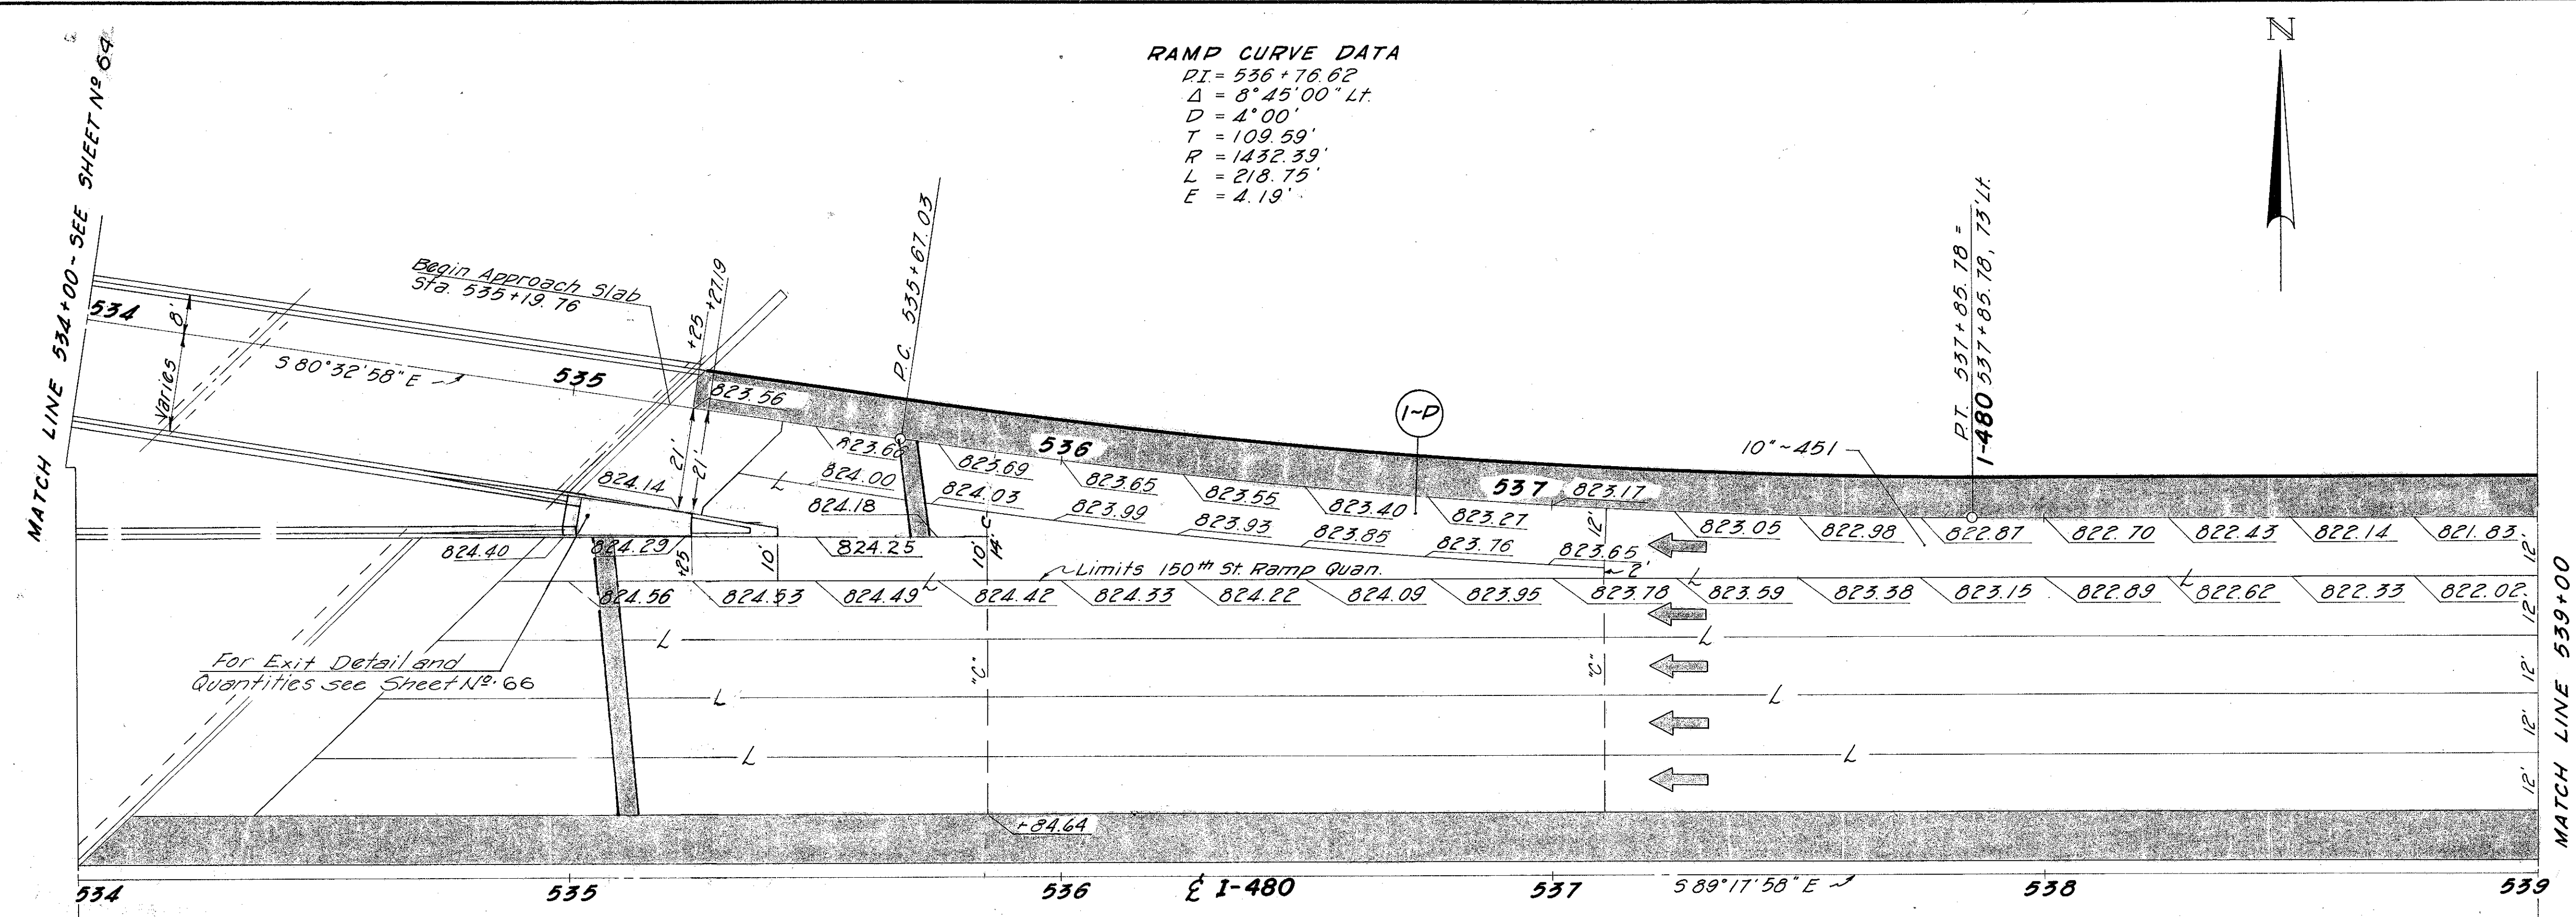 RAMP CURVE DATA
P.I. = 536+76.62
Δ = 8°45'00" Lt.
D = 4°00'
T = 109.59'
R = 1432.39'
L = 218.75'
E = 4.19'
N
MATCH LINE 534+00 - SEE SHEET Nº 64
Begin Approach Slab
Sta. 535+19.76
+25
+27.19
P.C. 535+67.03
P.T. 537+85.78 =
I-480 537+85.78, 73' Lt.
534
8'
Varies
S 80°32'58" E
535
823.56
536
1~D
10"~451
537
823.17
21'
21'
823.69
823.65
823.55
823.40
823.27
823.05
822.98
822.87
822.70
822.43
822.14
821.83
824.14
L
824.00
824.03
823.99
823.93
823.85
823.76
823.65
824.18
824.40
824.29
824.25
+25
10'
10'
14'
C
12'
2'
12'
Limits 150th St. Ramp Quan.
L
L
L
824.56
824.53
824.49
824.42
824.33
824.22
824.09
823.95
823.78
823.59
823.38
823.15
822.89
822.62
822.33
822.02
12'
L
L
For Exit Detail and
Quantities see Sheet Nº. 66
"C"
"C"
12'
L
L
12'
L
L
12'
+84.64
MATCH LINE 539+00
534
535
536
℄ I-480
537
S 89°17'58" E
538
539